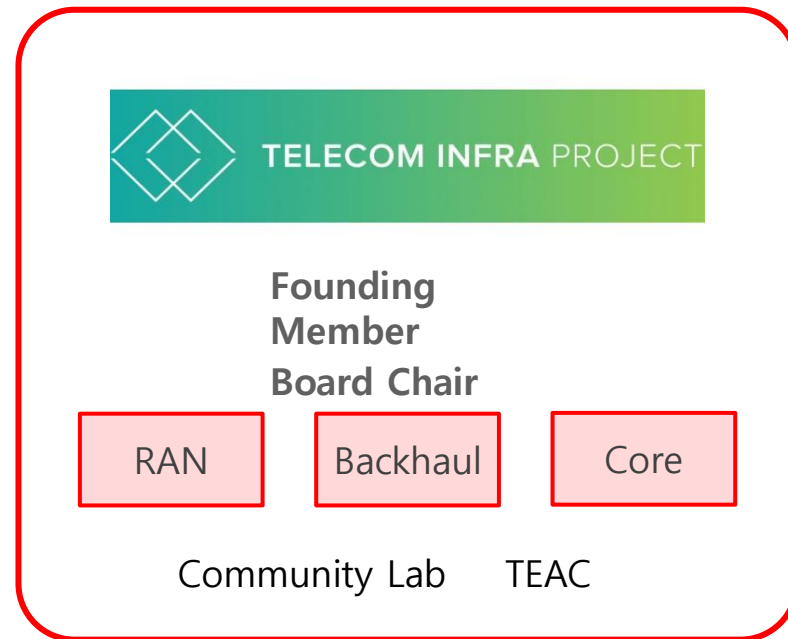 TELECOM INFRA PROJECT
Founding
Member
Board Chair
RAN Backhaul Core
Community Lab TEAC